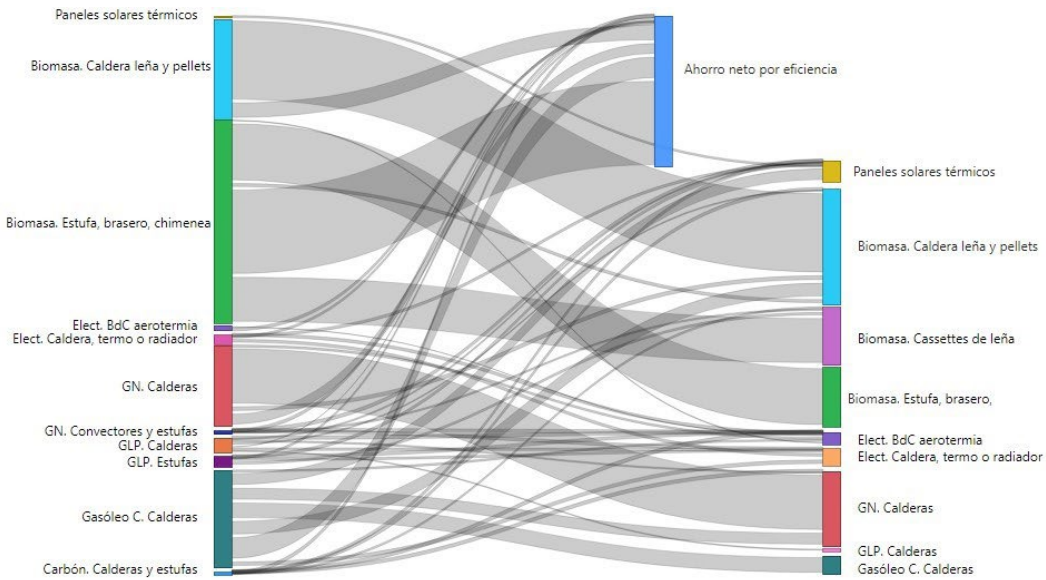 Paneles solares térmicos
Biomasa. Caldera leña y pellets
Biomasa. Estufa, brasero, chimenea
Elect. BdC aerotermia
Elect. Caldera, termo o radiador
GN. Calderas
GN. Convectores y estufas
GLP. Calderas
GLP. Estufas
Gasóleo C. Calderas
Carbón. Calderas y estufas
Ahorro neto por eficiencia
Paneles solares térmicos
Biomasa. Caldera leña y pellets
Biomasa. Cassettes de leña
Biomasa. Estufa, brasero,
Elect. BdC aerotermia
Elect. Caldera, termo o radiador
GN. Calderas
GLP. Calderas
Gasóleo C. Calderas